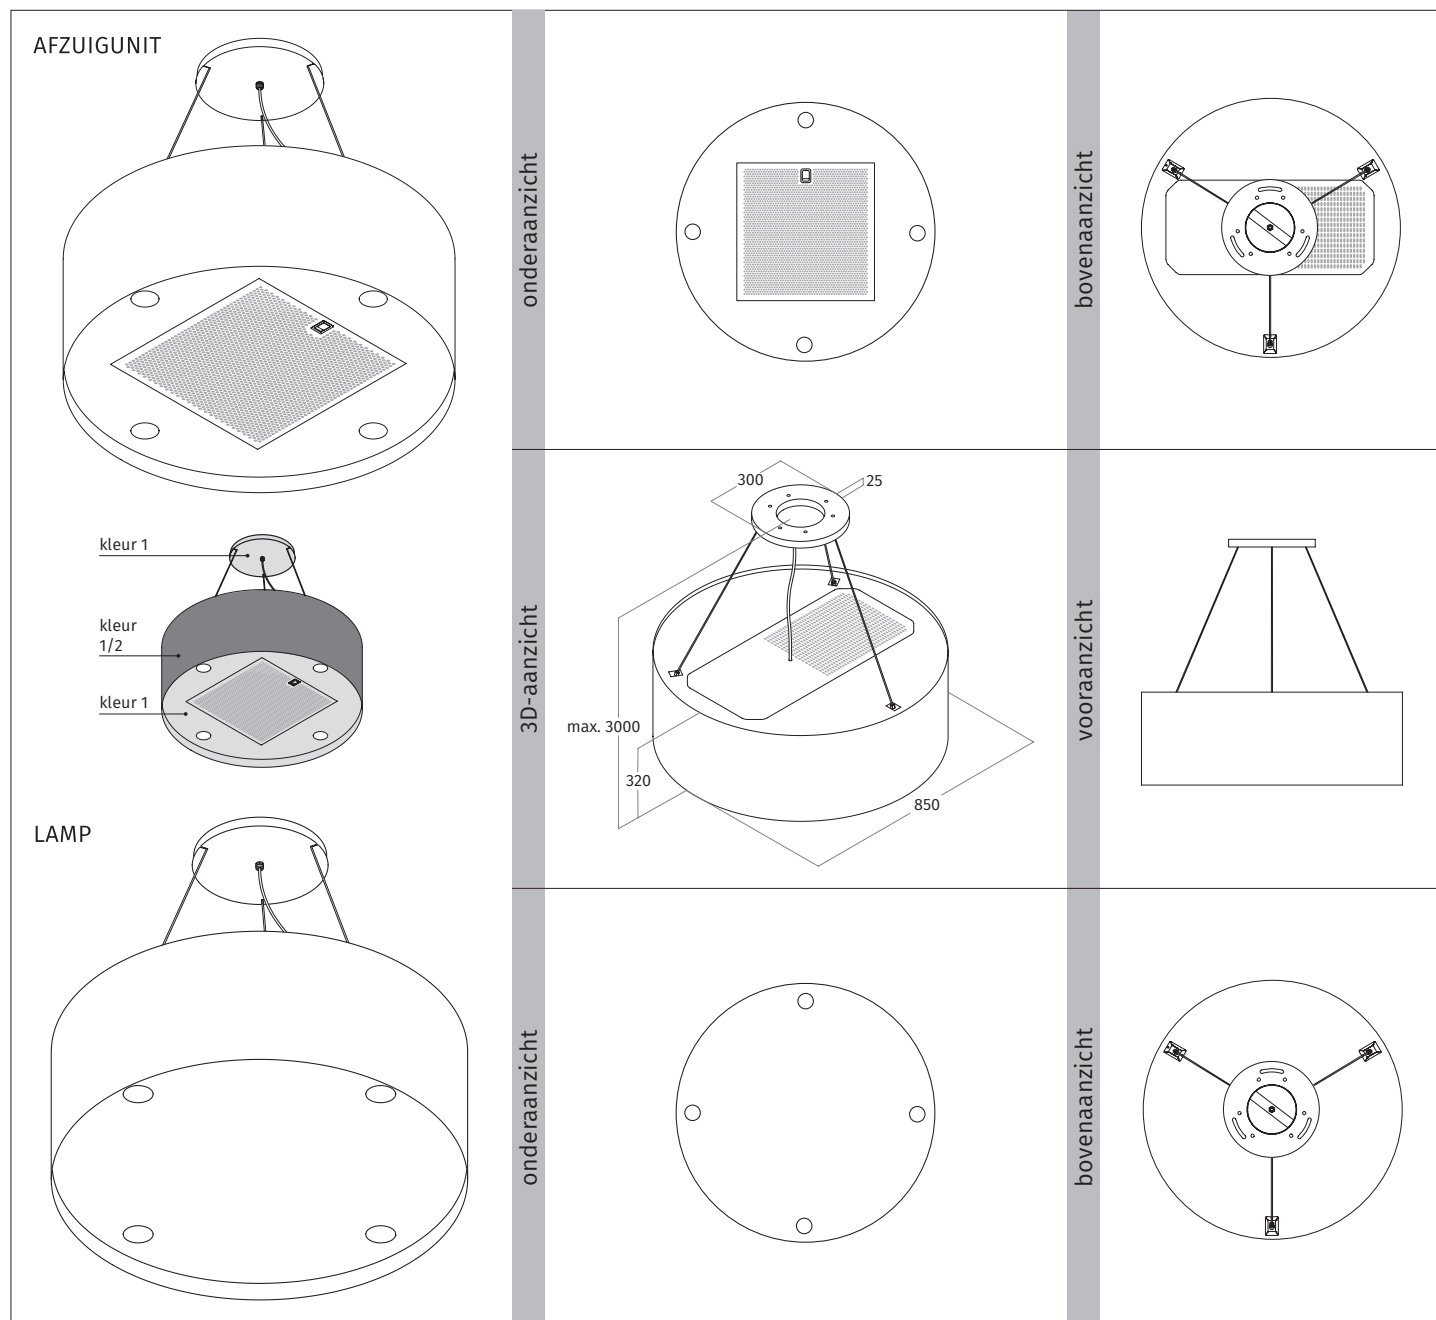 AFZUIGUNIT
onderaanzicht
bovenaanzicht
kleur 1
kleur
1/2
kleur 1
3D-aanzicht
300
25
max. 3000
320
850
vooraanzicht
LAMP
onderaanzicht
bovenaanzicht